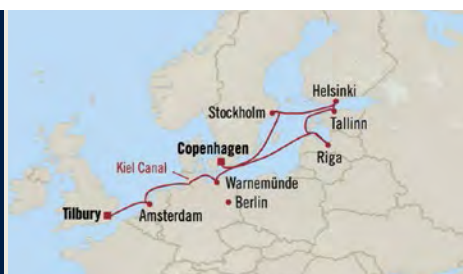 Helsinki
Stockholm
Tallinn
Copenhagen
Riga
Kiel Canal
Warnemünde
Berlin
Tilbury
Amsterdam